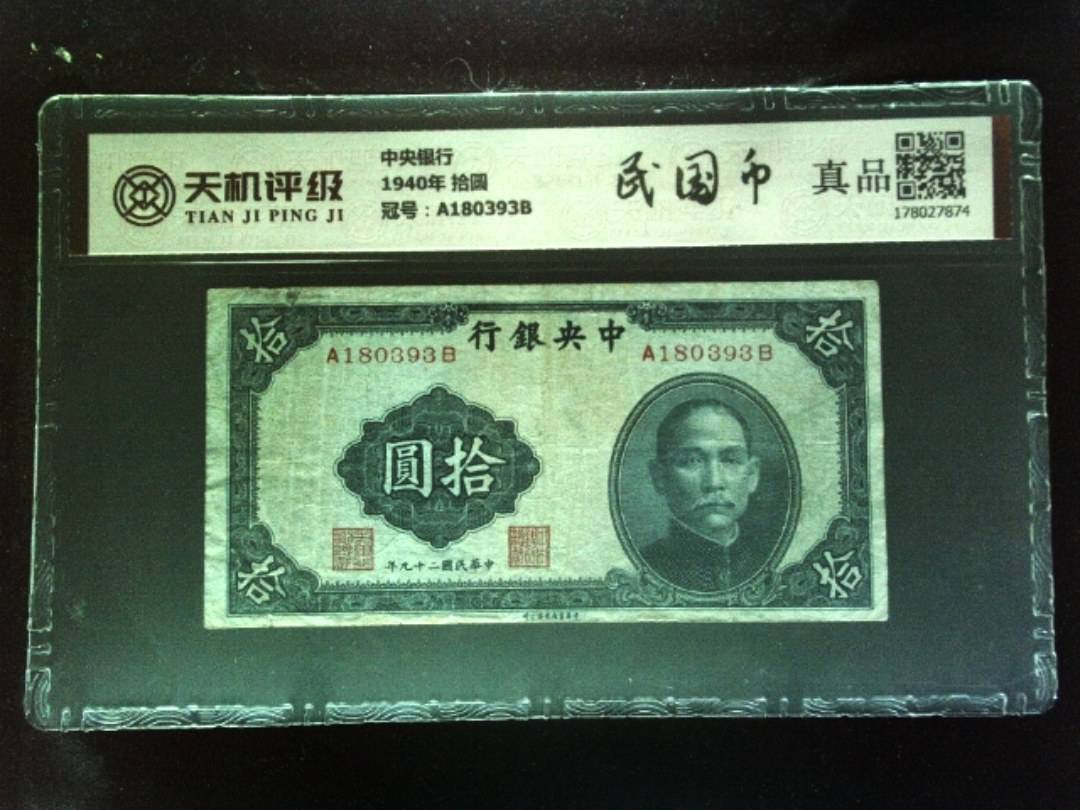 天机评级
TIAN JI PING JI
中央银行
1940年 拾圆
冠号：A180393B
民国币
真品
178027874
行銀央中
A180393B
A180393B
拾
拾
圓拾
年九十二國民華中
拾
拾